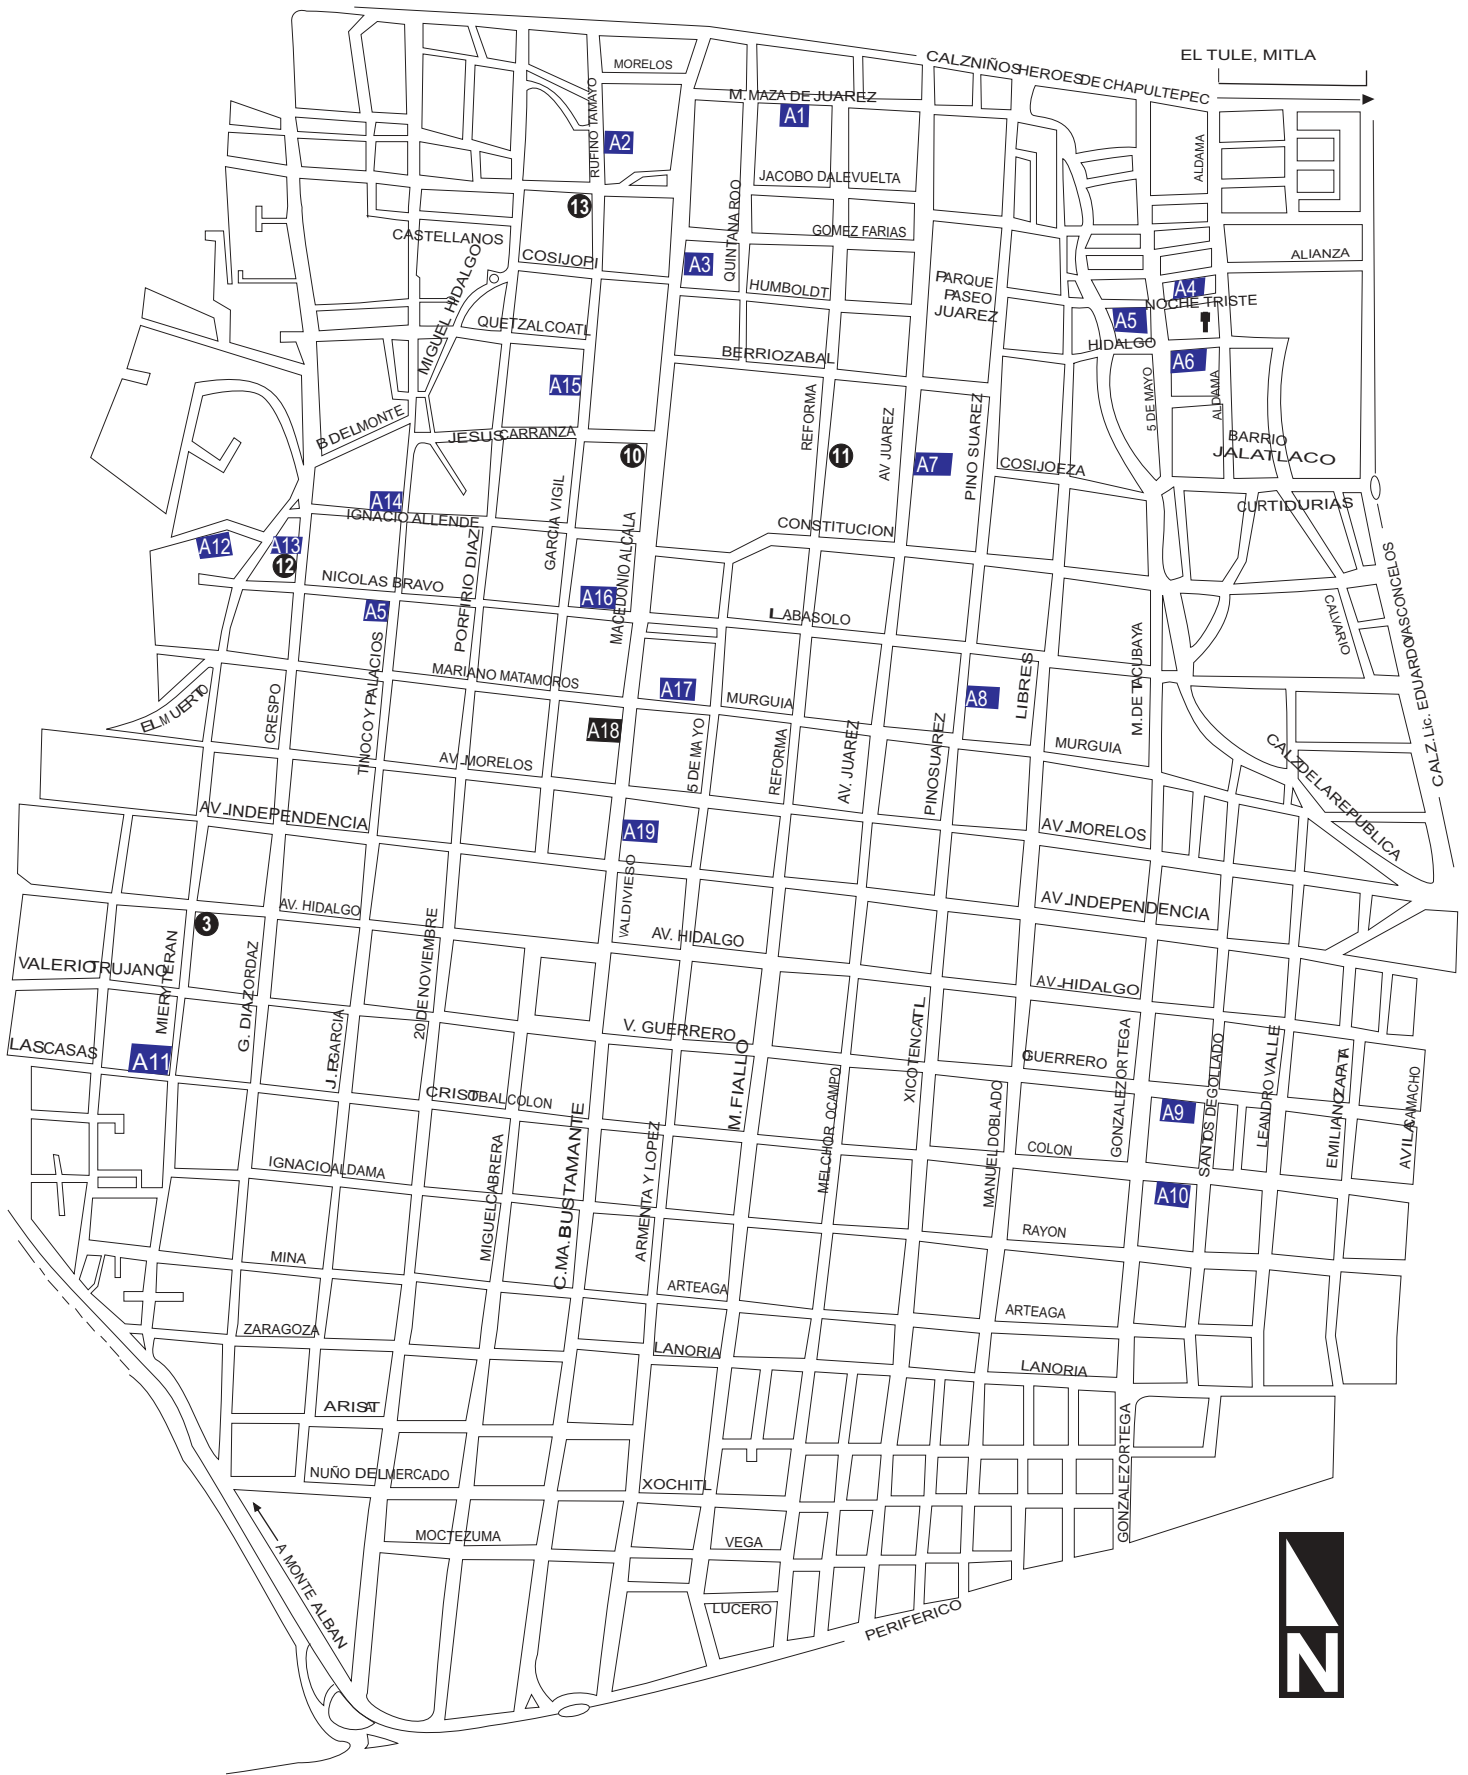 EL TULE, MITLA
CALZ NIÑOS HEROES DE CHAPULTEPEC
MORELOS
M. MAZA DE JUAREZ
A1
RUFINO TAMAYO
A2
ALDAMA
JACOBO DALEVUELTA
13
QUINTANA ROO
CASTELLANOS
COSIJOPI
GOMEZ FARIAS
MIGUEL HIDALGO
A3
ALIANZA
PARQUE
PASEO
JUAREZ
HUMBOLDT
A4
NOCHE TRISTE
A5
HIDALGO
QUETZALCOATL
BERRIOZABAL
A6
A15
5 DE MAYO
ALDAMA
REFORMA
AV JUAREZ
PINO SUAREZ
B DELMONTE
JESUS CARRANZA
10
11
A7
BARRIO
JALATLACO
COSIJOEZA
A14
IGNACIO ALLENDE
GARCIA VIGIL
CONSTITUCION
CURTIDURIAS
A12
A13
12
PORFIRIO DIAZ
MACEDONIO ALCALA
NICOLAS BRAVO
A16
A5
LABASOLO
CALVARIO
CALZ. Lic. EDUARDO VASCONCELOS
TINOCO Y PALACIOS
MARIANO MATAMOROS
A17
MURGUIA
A8
LIBRES
M. DE TACUBAYA
EL MUERTO
CRESPO
A18
5 DE MAYO
REFORMA
AV. JUAREZ
PINO SUAREZ
MURGUIA
CALZ DE LA REPUBLICA
AV. MORELOS
AV. INDEPENDENCIA
A19
AV. MORELOS
VALDIVIESO
AV. HIDALGO
AV. INDEPENDENCIA
3
AV. HIDALGO
VALERIO TRUJANO
MIER Y TERAN
G. DIAZ ORDAZ
20 DE NOVIEMBRE
AV. HIDALGO
J. P. GARCIA
V. GUERRERO
XICOTENCATL
LAS CASAS
A11
M. FIALLO
GUERRERO
GONZALEZ ORTEGA
SANTOS DEGOLLADO
LEANDRO VALLE
EMILIANO ZAPATA
AVILA CAMACHO
CRISTOBAL COLON
MELCHOR OCAMPO
MANUEL DOBLADO
A9
COLON
IGNACIO ALDAMA
MIGUEL CABRERA
C.MA. BUSTAMANTE
ARMENTA Y LOPEZ
A10
RAYON
MINA
ARTEAGA
ARTEAGA
ZARAGOZA
LA NORIA
LA NORIA
ARISTA
GONZALEZ ORTEGA
NUÑO DEL MERCADO
XOCHITL
MOCTEZUMA
VEGA
A MONTE ALBAN
LUCERO
PERIFERICO
N